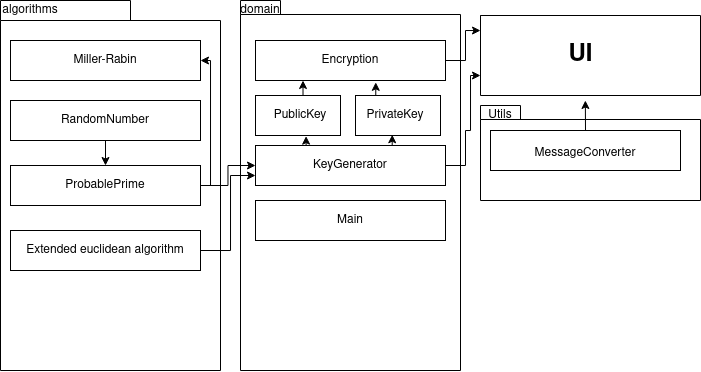 algorithms
Miller-Rabin
RandomNumber
ProbablePrime
Extended euclidean algorithm
domain
Encryption
PublicKey
PrivateKey
KeyGenerator
Main
UI
Utils
MessageConverter